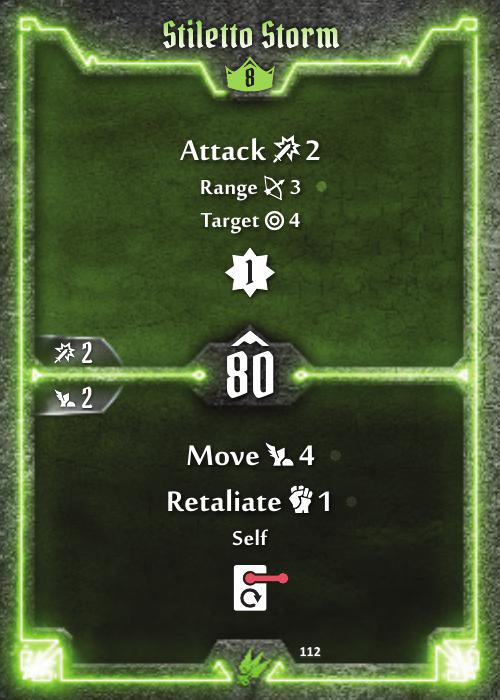 Stiletto Storm
8
Attack 2
Range 3
Target 4
1
2
80
2
Move 4
Retaliate 1
Self
112